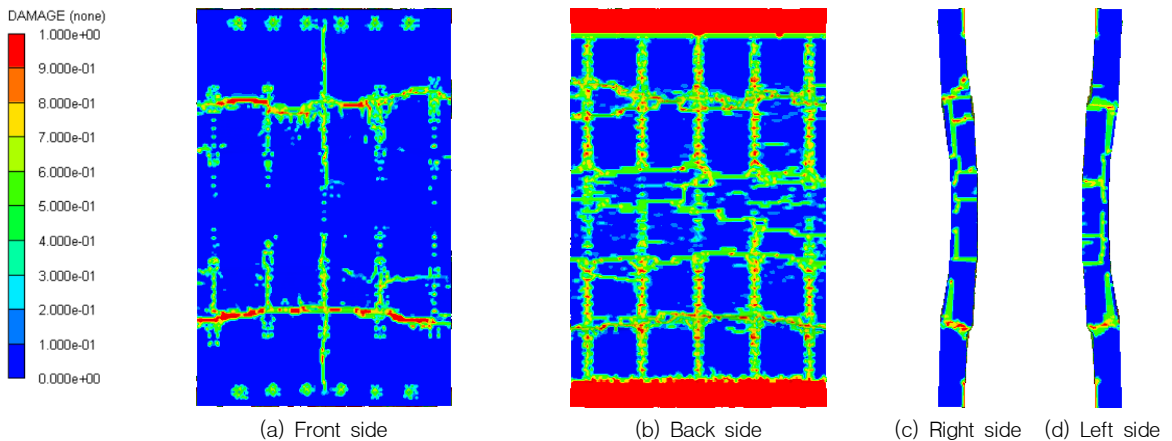 DAMAGE (none)
1.000e+00
9.000e-01
8.000e-01
7.000e-01
6.000e-01
5.000e-01
4.000e-01
3.000e-01
2.000e-01
1.000e-01
0.000e+00
(a) Front side
(b) Back side
(c) Right side
(d) Left side